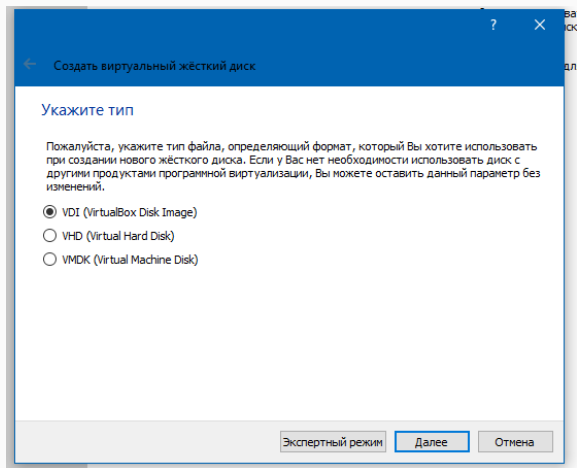 ?
Создать виртуальный жёсткий диск
Укажите тип
Пожалуйста, укажите тип файла, определяющий формат, который Вы хотите использовать
при создании нового жёсткого диска. Если у Вас нет необходимости использовать диск с
другими продуктами программной виртуализации, Вы можете оставить данный параметр без
изменений.
VDI (VirtualBox Disk Image)
VHD (Virtual Hard Disk)
VMDK (Virtual Machine Disk)
Экспертный режим Далее Отмена